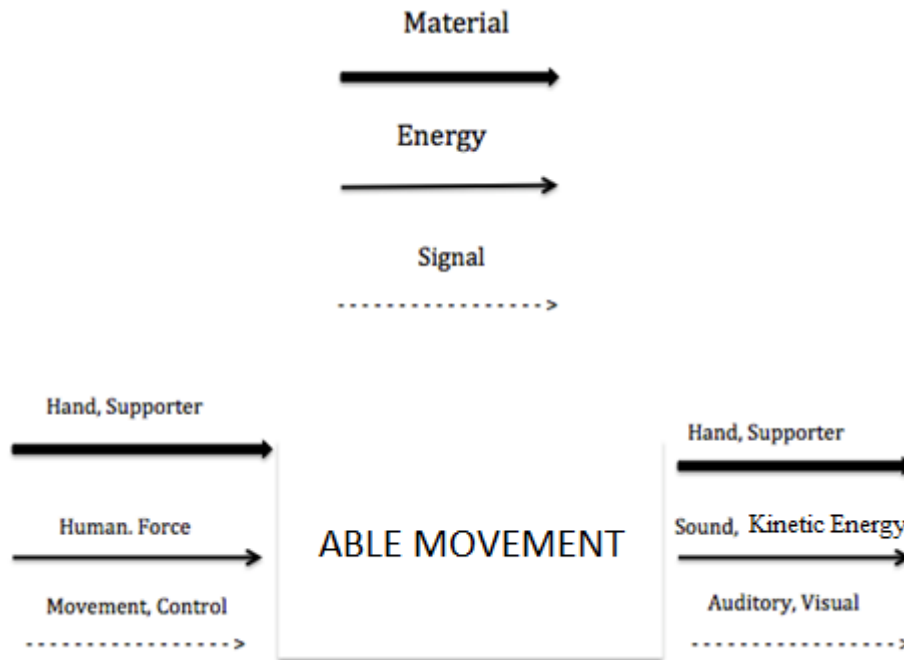 Material
Energy
Signal
Hand, Supporter
Human. Force
Movement, Control
ABLE MOVEMENT
Hand, Supporter
Sound, Kinetic Energy
Auditory, Visual